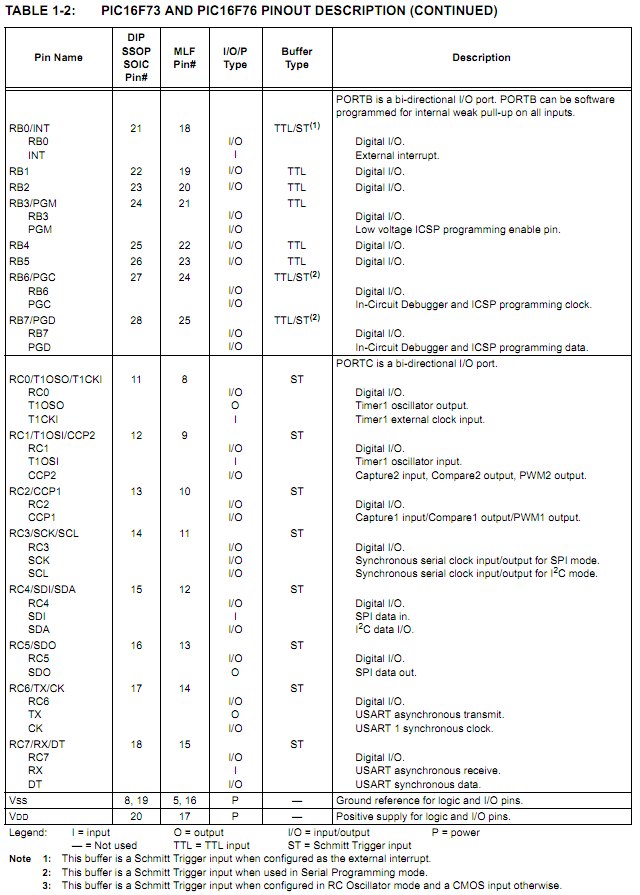 TABLE 1-2: PIC16F73 AND PIC16F76 PINOUT DESCRIPTION (CONTINUED)
Pin Name DIP SSOP SOIC Pin# MLF Pin# I/O/P Type Buffer Type Description
PORTB is a bi-directional I/O port. PORTB can be software
programmed for internal weak pull-up on all inputs.
RB0/INT 21 18 TTL/ST(1)
RB0 I/O Digital I/O.
INT I External interrupt.
RB1 22 19 I/O TTL Digital I/O.
RB2 23 20 I/O TTL Digital I/O.
RB3/PGM 24 21 TTL
RB3 I/O Digital I/O.
PGM I/O Low voltage ICSP programming enable pin.
RB4 25 22 I/O TTL Digital I/O.
RB5 26 23 I/O TTL Digital I/O.
RB6/PGC 27 24 TTL/ST(2)
RB6 I/O Digital I/O.
PGC I/O In-Circuit Debugger and ICSP programming clock.
RB7/PGD 28 25 TTL/ST(2)
RB7 I/O Digital I/O.
PGD I/O In-Circuit Debugger and ICSP programming data.
PORTC is a bi-directional I/O port.
RC0/T1OSO/T1CKI 11 8 ST
RC0 I/O Digital I/O.
T1OSO O Timer1 oscillator output.
T1CKI I Timer1 external clock input.
RC1/T1OSI/CCP2 12 9 ST
RC1 I/O Digital I/O.
T1OSI I Timer1 oscillator input.
CCP2 I/O Capture2 input, Compare2 output, PWM2 output.
RC2/CCP1 13 10 ST
RC2 I/O Digital I/O.
CCP1 I/O Capture1 input/Compare1 output/PWM1 output.
RC3/SCK/SCL 14 11 ST
RC3 I/O Digital I/O.
SCK I/O Synchronous serial clock input/output for SPI mode.
SCL I/O Synchronous serial clock input/output for I2C mode.
RC4/SDI/SDA 15 12 ST
RC4 I/O Digital I/O.
SDI I SPI data in.
SDA I/O I2C data I/O.
RC5/SDO 16 13 ST
RC5 I/O Digital I/O.
SDO O SPI data out.
RC6/TX/CK 17 14 ST
RC6 I/O Digital I/O.
TX O USART asynchronous transmit.
CK I/O USART 1 synchronous clock.
RC7/RX/DT 18 15 ST
RC7 I/O Digital I/O.
RX I USART asynchronous receive.
DT I/O USART synchronous data.
VSS 8, 19 5, 16 P — Ground reference for logic and I/O pins.
VDD 20 17 P — Positive supply for logic and I/O pins.
Legend: I = input O = output I/O = input/output P = power
— = Not used TTL = TTL input ST = Schmitt Trigger input
Note 1: This buffer is a Schmitt Trigger input when configured as the external interrupt.
2: This buffer is a Schmitt Trigger input when used in Serial Programming mode.
3: This buffer is a Schmitt Trigger input when configured in RC Oscillator mode and a CMOS input otherwise.